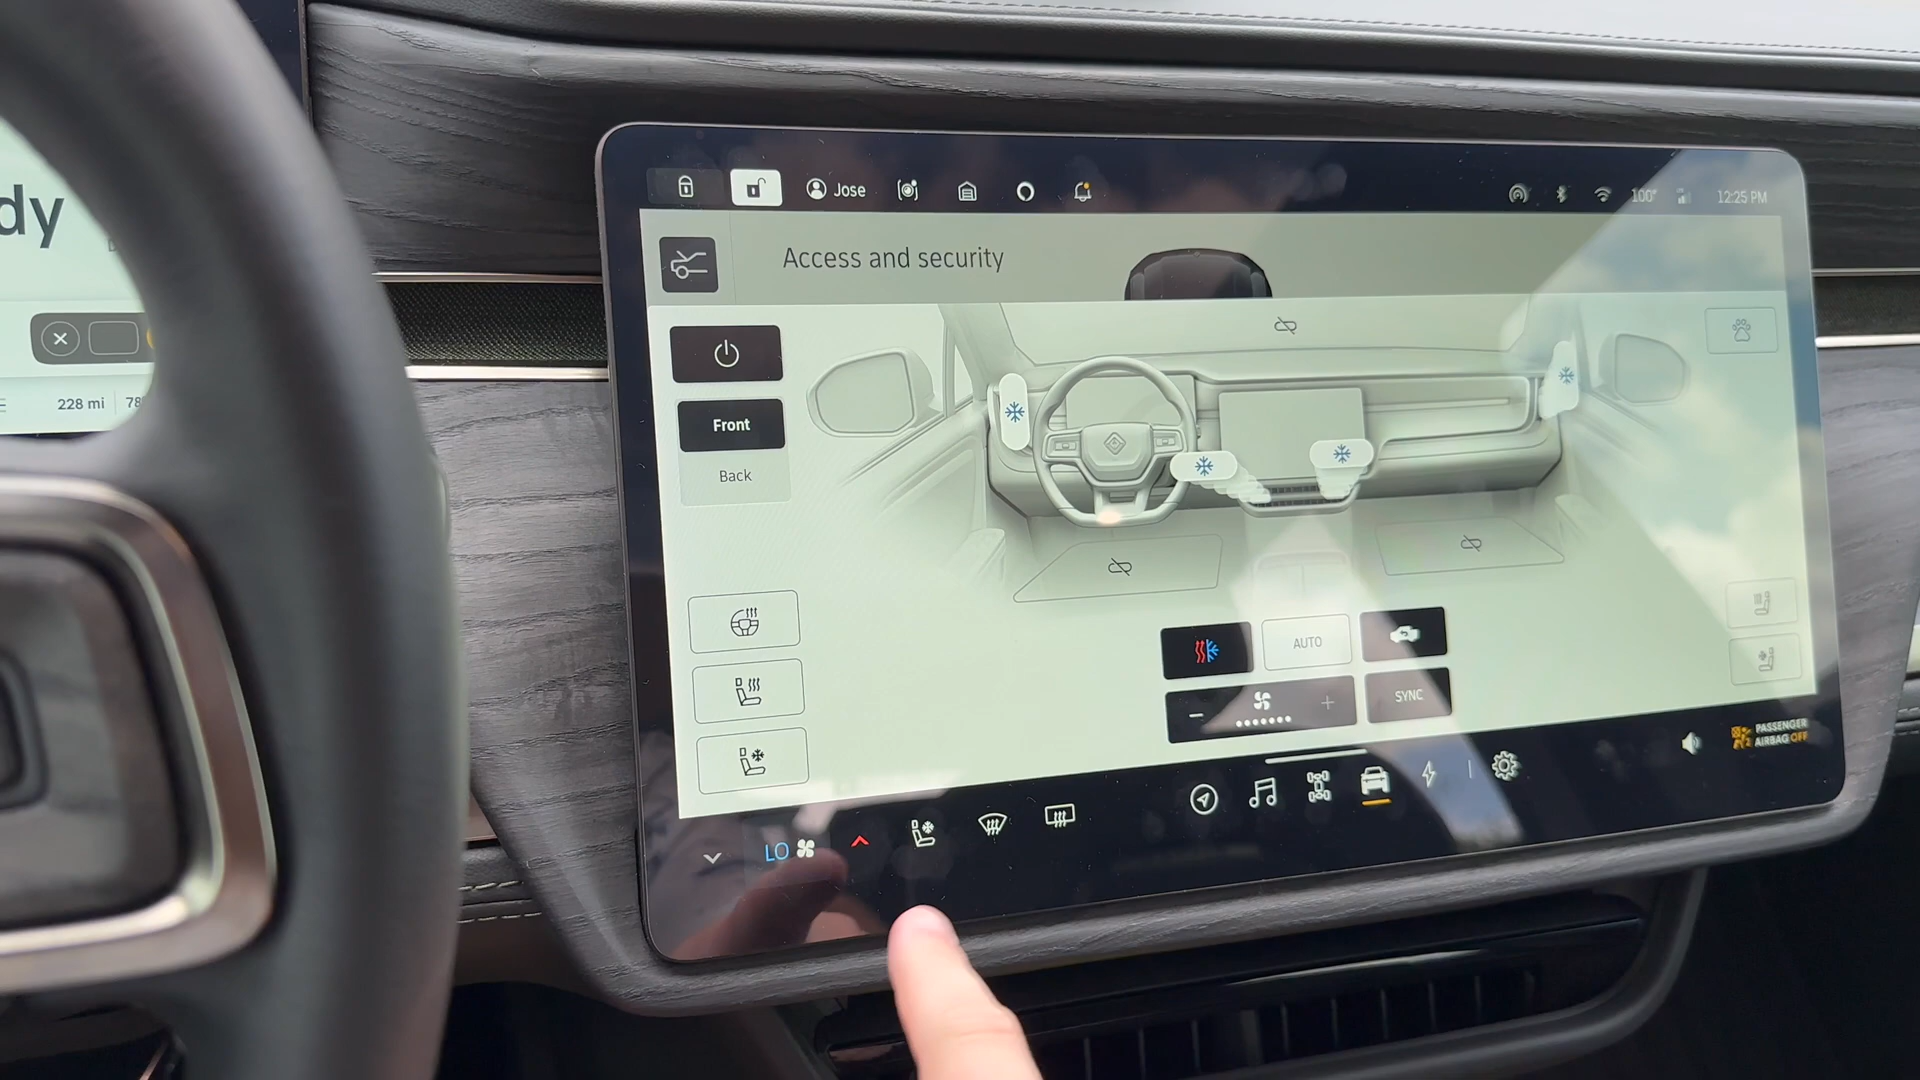 dy
228 mi
78
Jose
100°
12:25 PM
Access and security
Front
Back
AUTO
SYNC
LO
PASSENGER
AIRBAG OFF